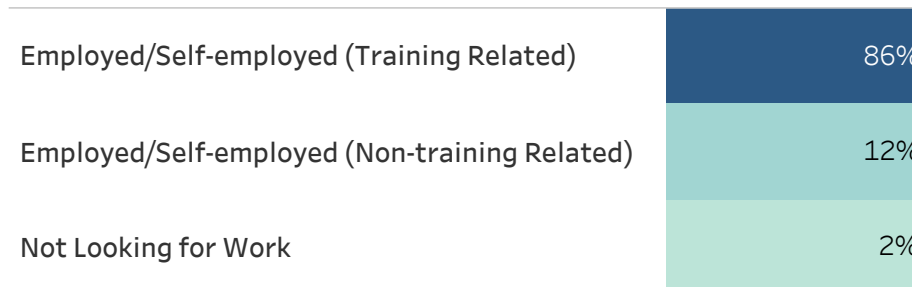 Employed/Self-employed (Training Related) 86%
Employed/Self-employed (Non-training Related) 12%
Not Looking for Work 2%